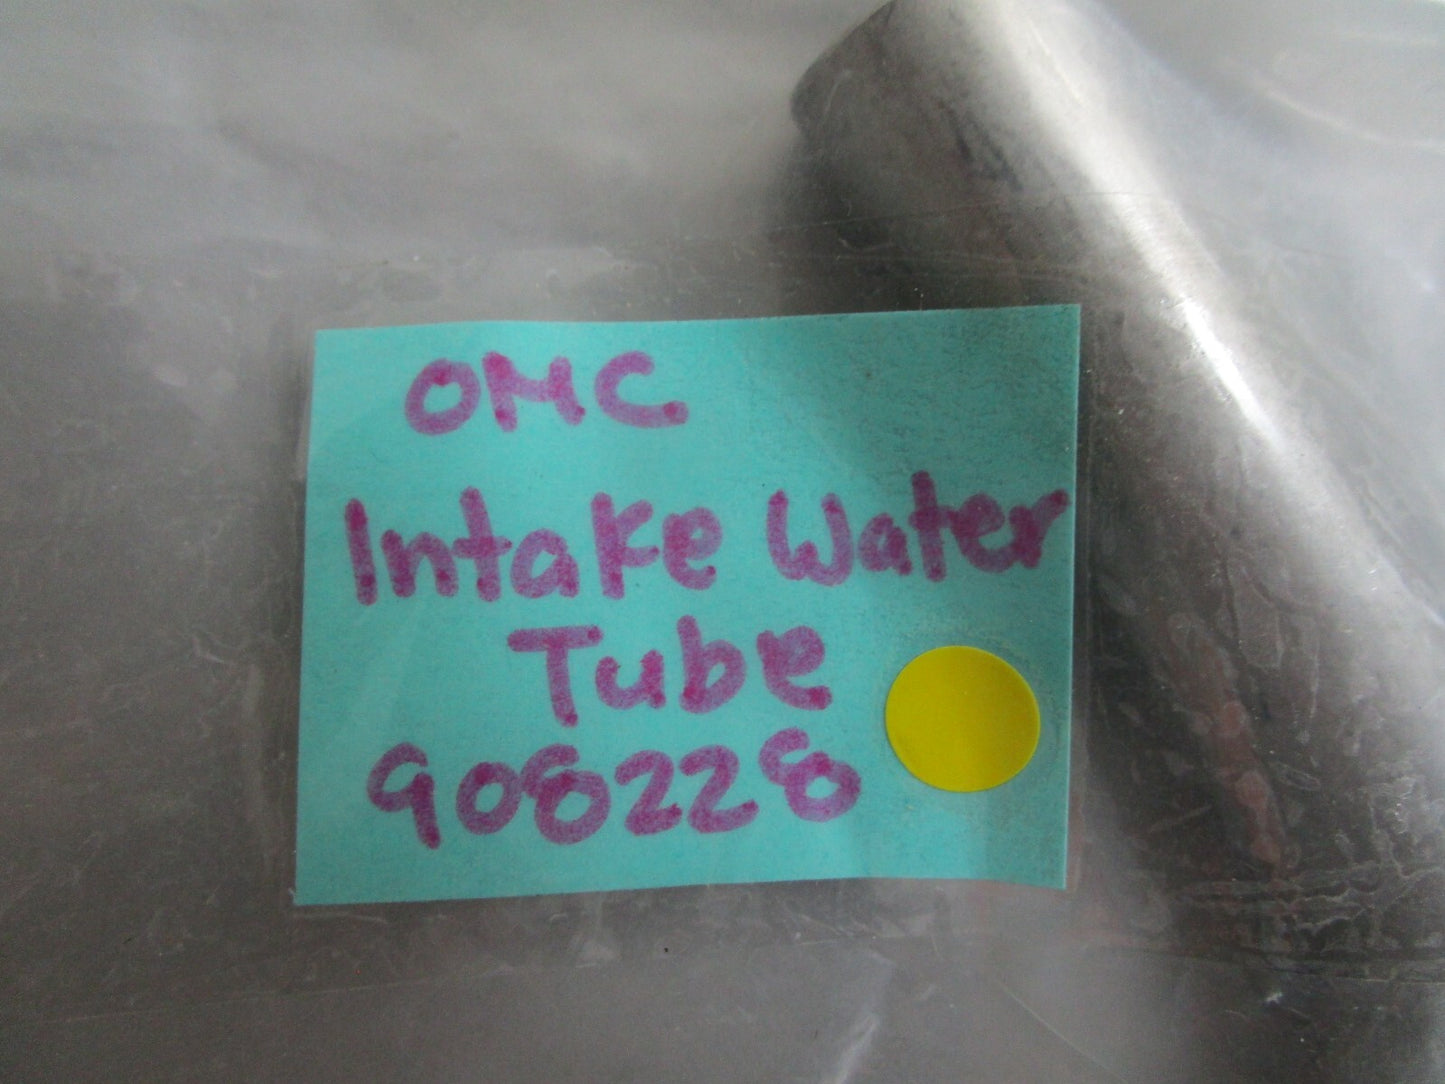 OMC
Intake Water
Tube
908228